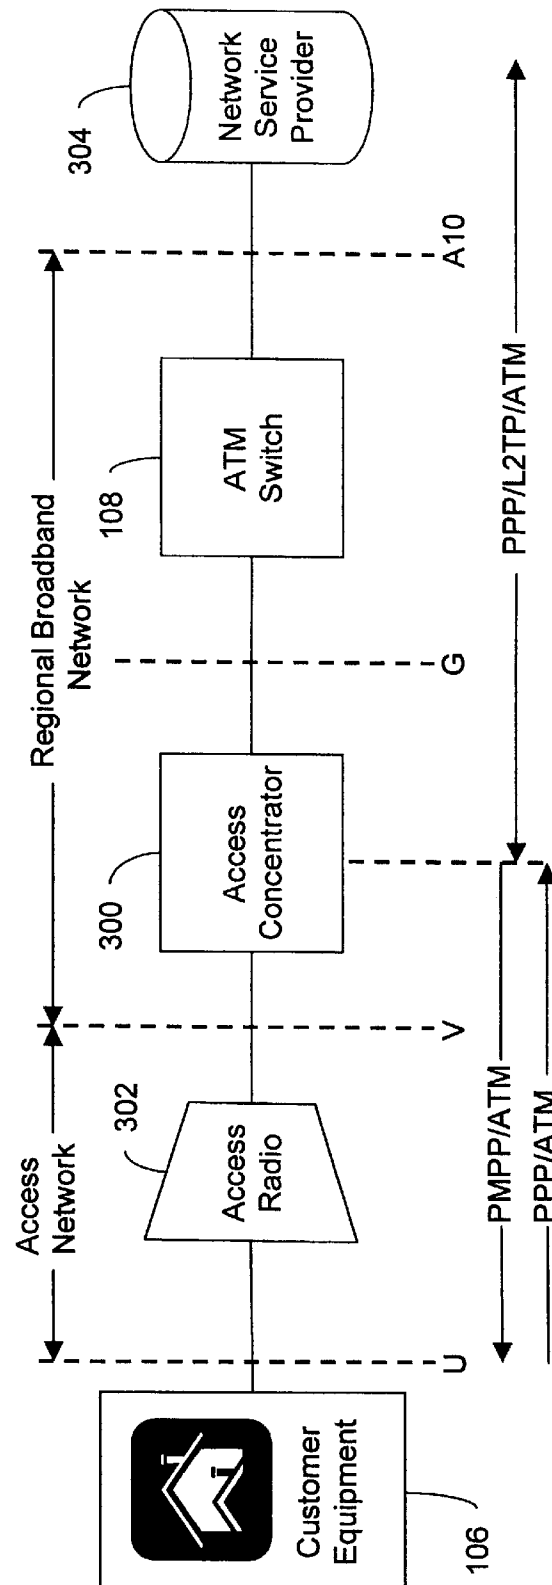 Access
Network
Regional Broadband
Network
302
300
108
304
Customer
Equipment
106
Access
Radio
Access
Concentrator
ATM
Switch
Network
Service
Provider
U
V
G
A10
PMPP/ATM
PPP/ATM
PPP/L2TP/ATM